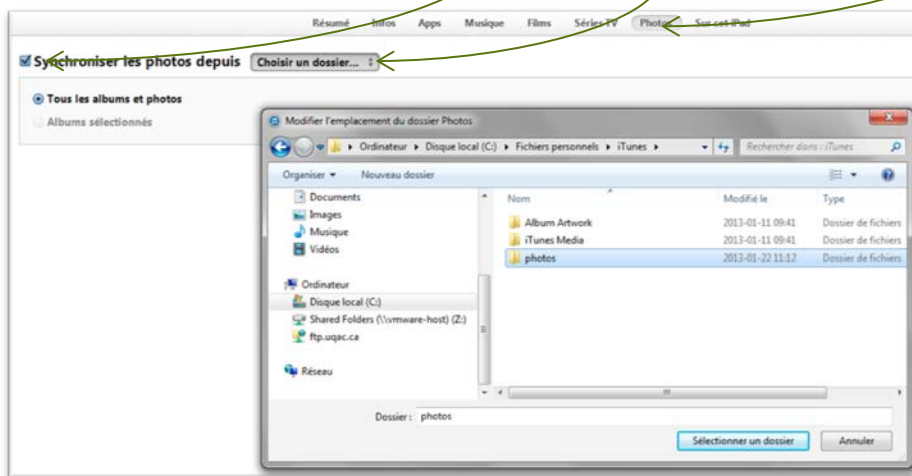 Résumé Infos Apps Musique Films Séries TV Photos Sur cet iPad
Synchroniser les photos depuis Choisir un dossier...
Tous les albums et photos
Albums sélectionnés
Modifier l'emplacement du dossier Photos
Ordinateur ▸ Disque local (C:) ▸ Fichiers personnels ▸ iTunes ▸ Rechercher dans : iTunes
Organiser Nouveau dossier
Documents
Images
Musique
Vidéos
Ordinateur
Disque local (C:)
Shared Folders (\\vmware-host) (Z:)
ftp.uqac.ca
Réseau
Nom Modifié le Type
Album Artwork 2013-01-11 09:41 Dossier de fichiers
iTunes Media 2013-01-11 09:41 Dossier de fichiers
photos 2013-01-22 11:12 Dossier de fichiers
Dossier : photos
Sélectionner un dossier Annuler